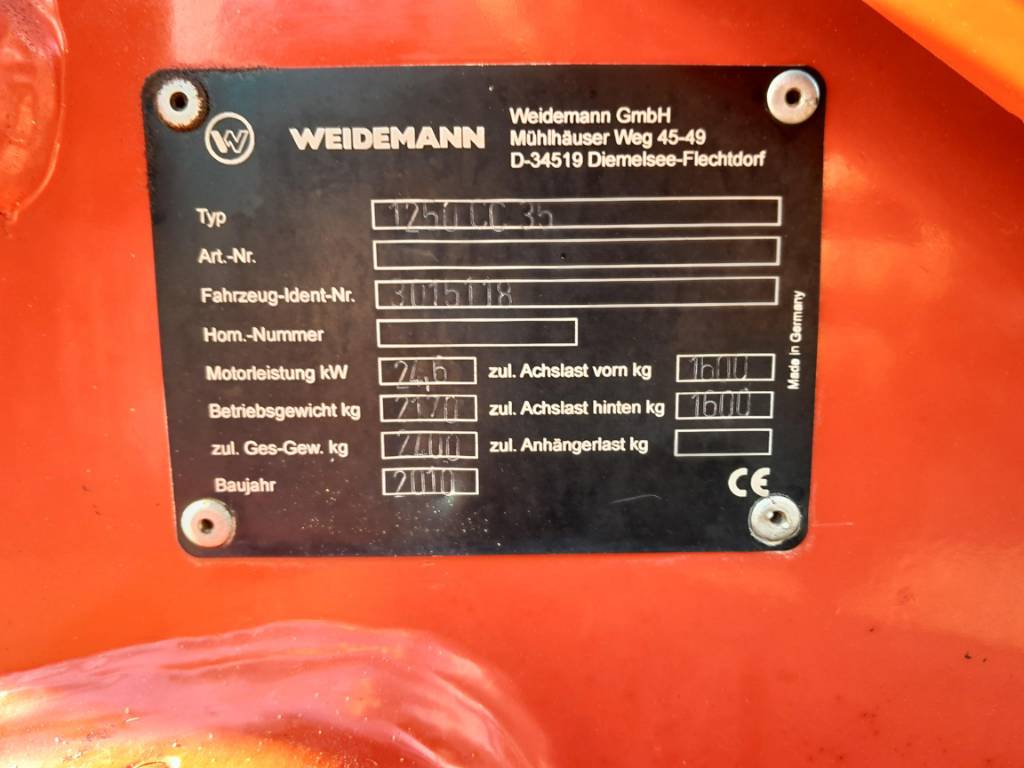 W WEIDEMANN
Weidemann GmbH
Mühlhäuser Weg 45-49
D-34519 Diemelsee-Flechtdorf
Typ 1250 CC 35
Art.-Nr.
Fahrzeug-Ident-Nr. 3015118
Hom.-Nummer
Motorleistung kW 24,6 zul. Achslast vorn kg 1600
Betriebsgewicht kg 2170 zul. Achslast hinten kg 1600
zul. Ges-Gew. kg 2400 zul. Anhängerlast kg
Baujahr 2010
CE
Made in Germany